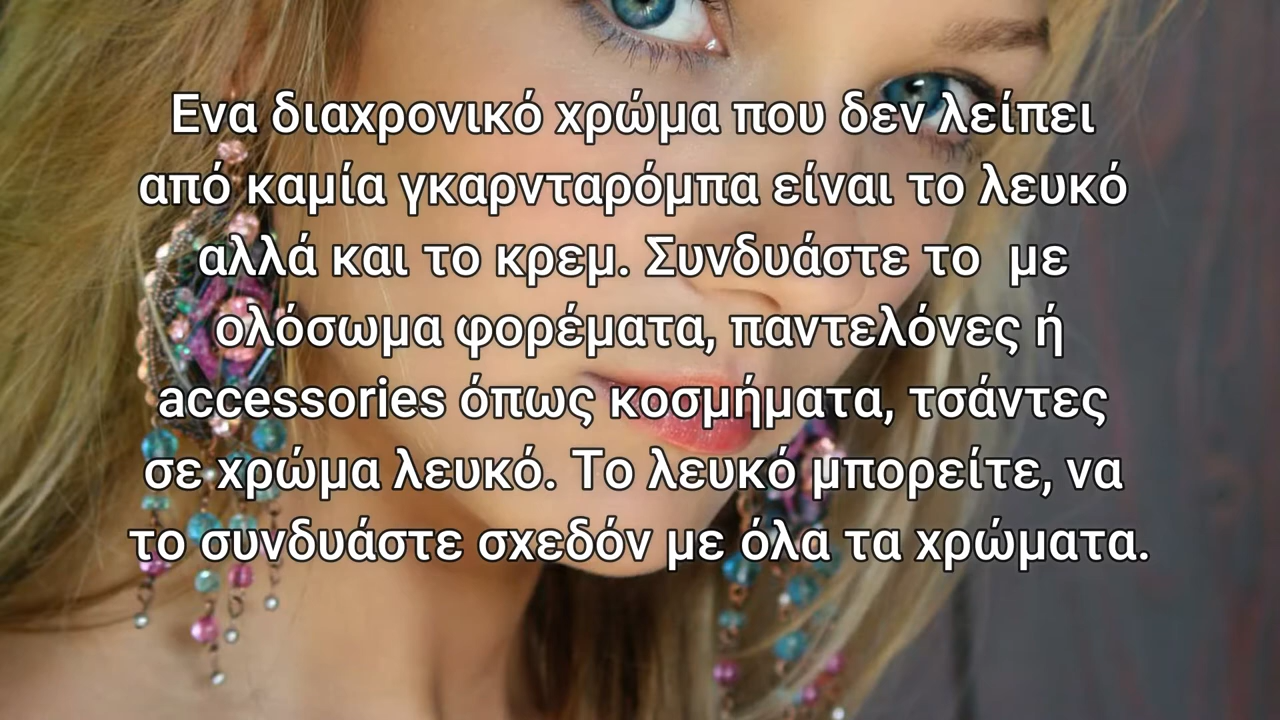 Ενα διαχρονικό χρώμα που δεν λείπει
από καμία γκαρνταρόμπα είναι το λευκό
αλλά και το κρεμ. Συνδυάστε το  με
ολόσωμα φορέματα, παντελόνες ή
accessories όπως κοσμήματα, τσάντες
σε χρώμα λευκό. Το λευκό μπορείτε, να
το συνδυάστε σχεδόν με όλα τα χρώματα.